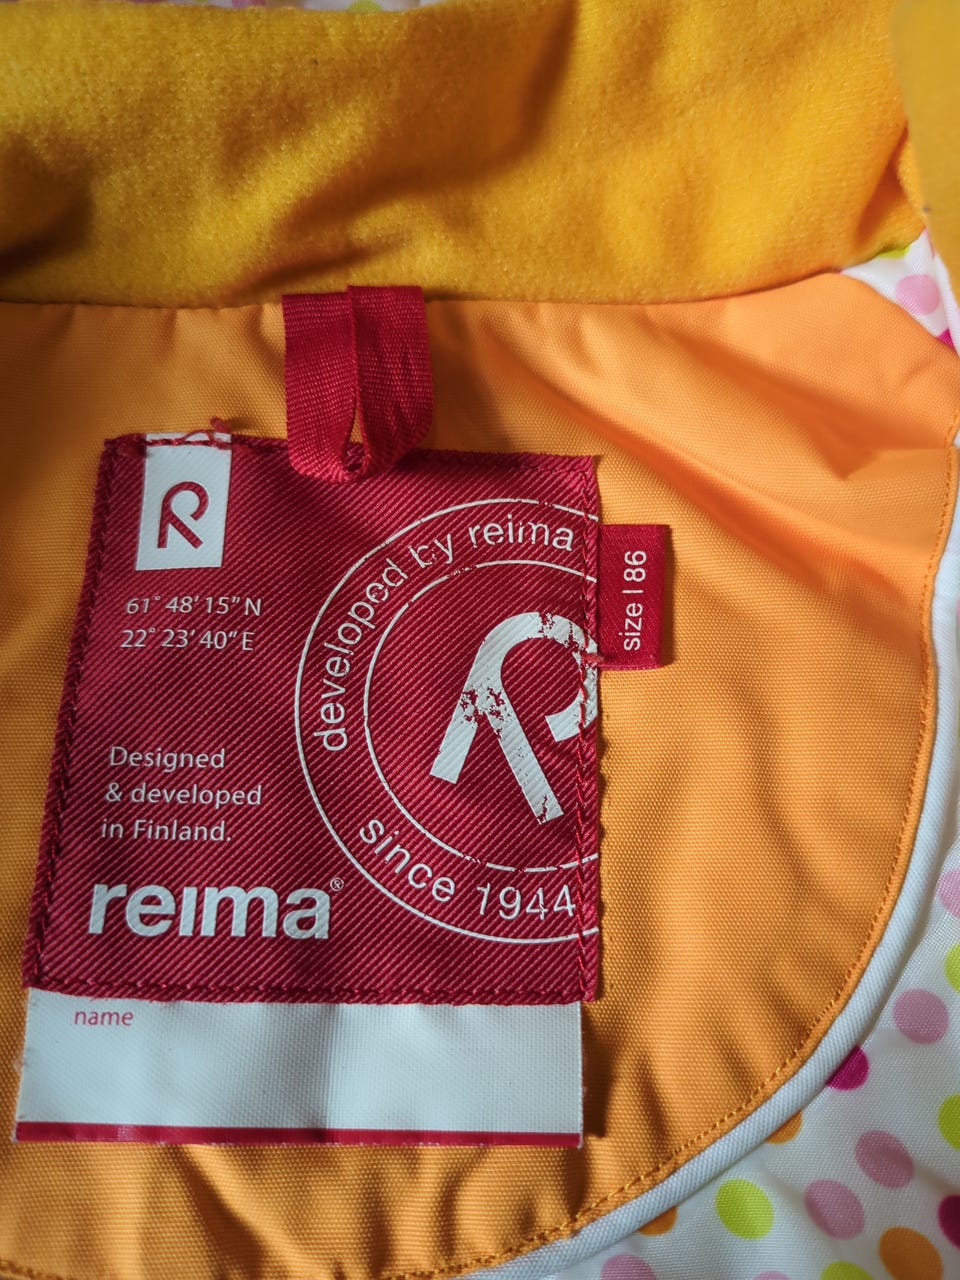 61° 48' 15" N
22° 23' 40" E
Designed
& developed
in Finland.
reima®
developed by reima
since 1944
size | 86
name